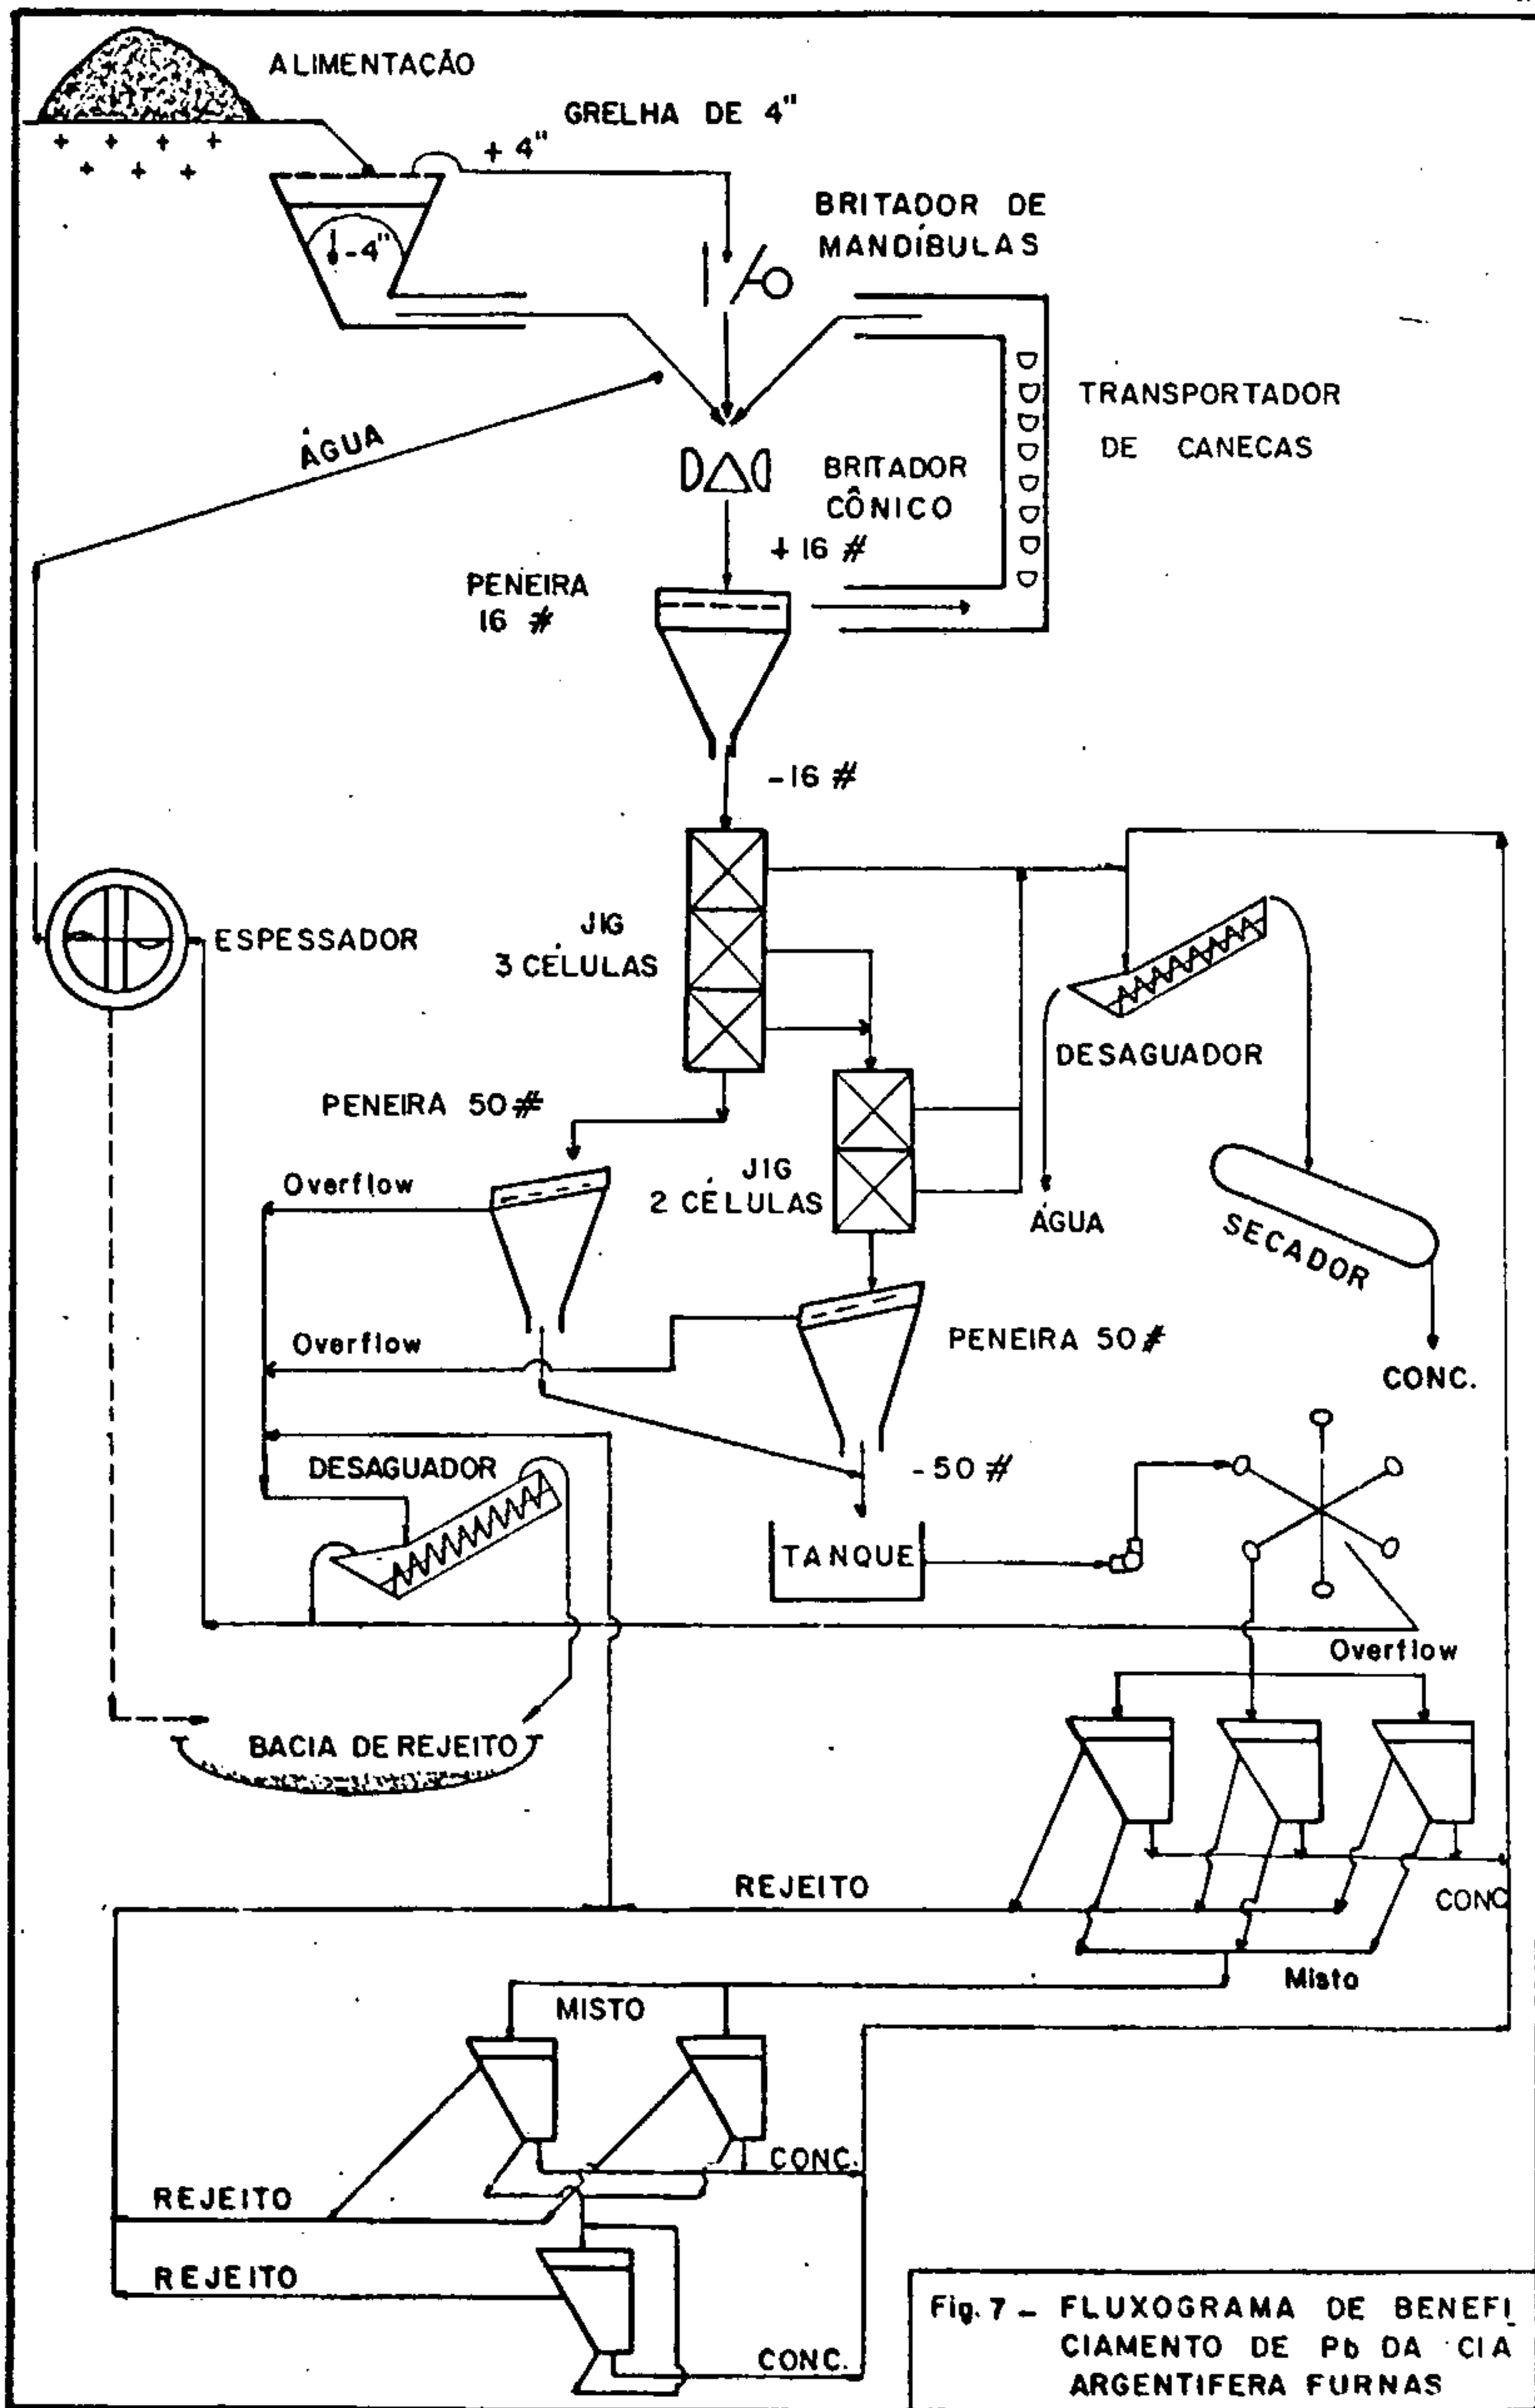 ALIMENTAÇÃO
GRELHA DE 4"
+ 4"
- 4"
BRITADOR DE
MANDÍBULAS
TRANSPORTADOR
DE CANECAS
ÁGUA
BRITADOR
CÔNICO
+ 16 #
PENEIRA
16 #
-16 #
ESPESSADOR
JIG
3 CÉLULAS
DESAGUADOR
PENEIRA 50#
JIG
2 CÉLULAS
Overflow
ÁGUA
SECADOR
Overflow
PENEIRA 50#
CONC.
DESAGUADOR
- 50 #
TANQUE
Overflow
BACIA DE REJEITO
REJEITO
CONC
Misto
MISTO
CONC.
REJEITO
REJEITO
CONC.
Fig. 7 - FLUXOGRAMA DE BENEFI
CIAMENTO DE Pb DA CIA
ARGENTIFERA FURNAS